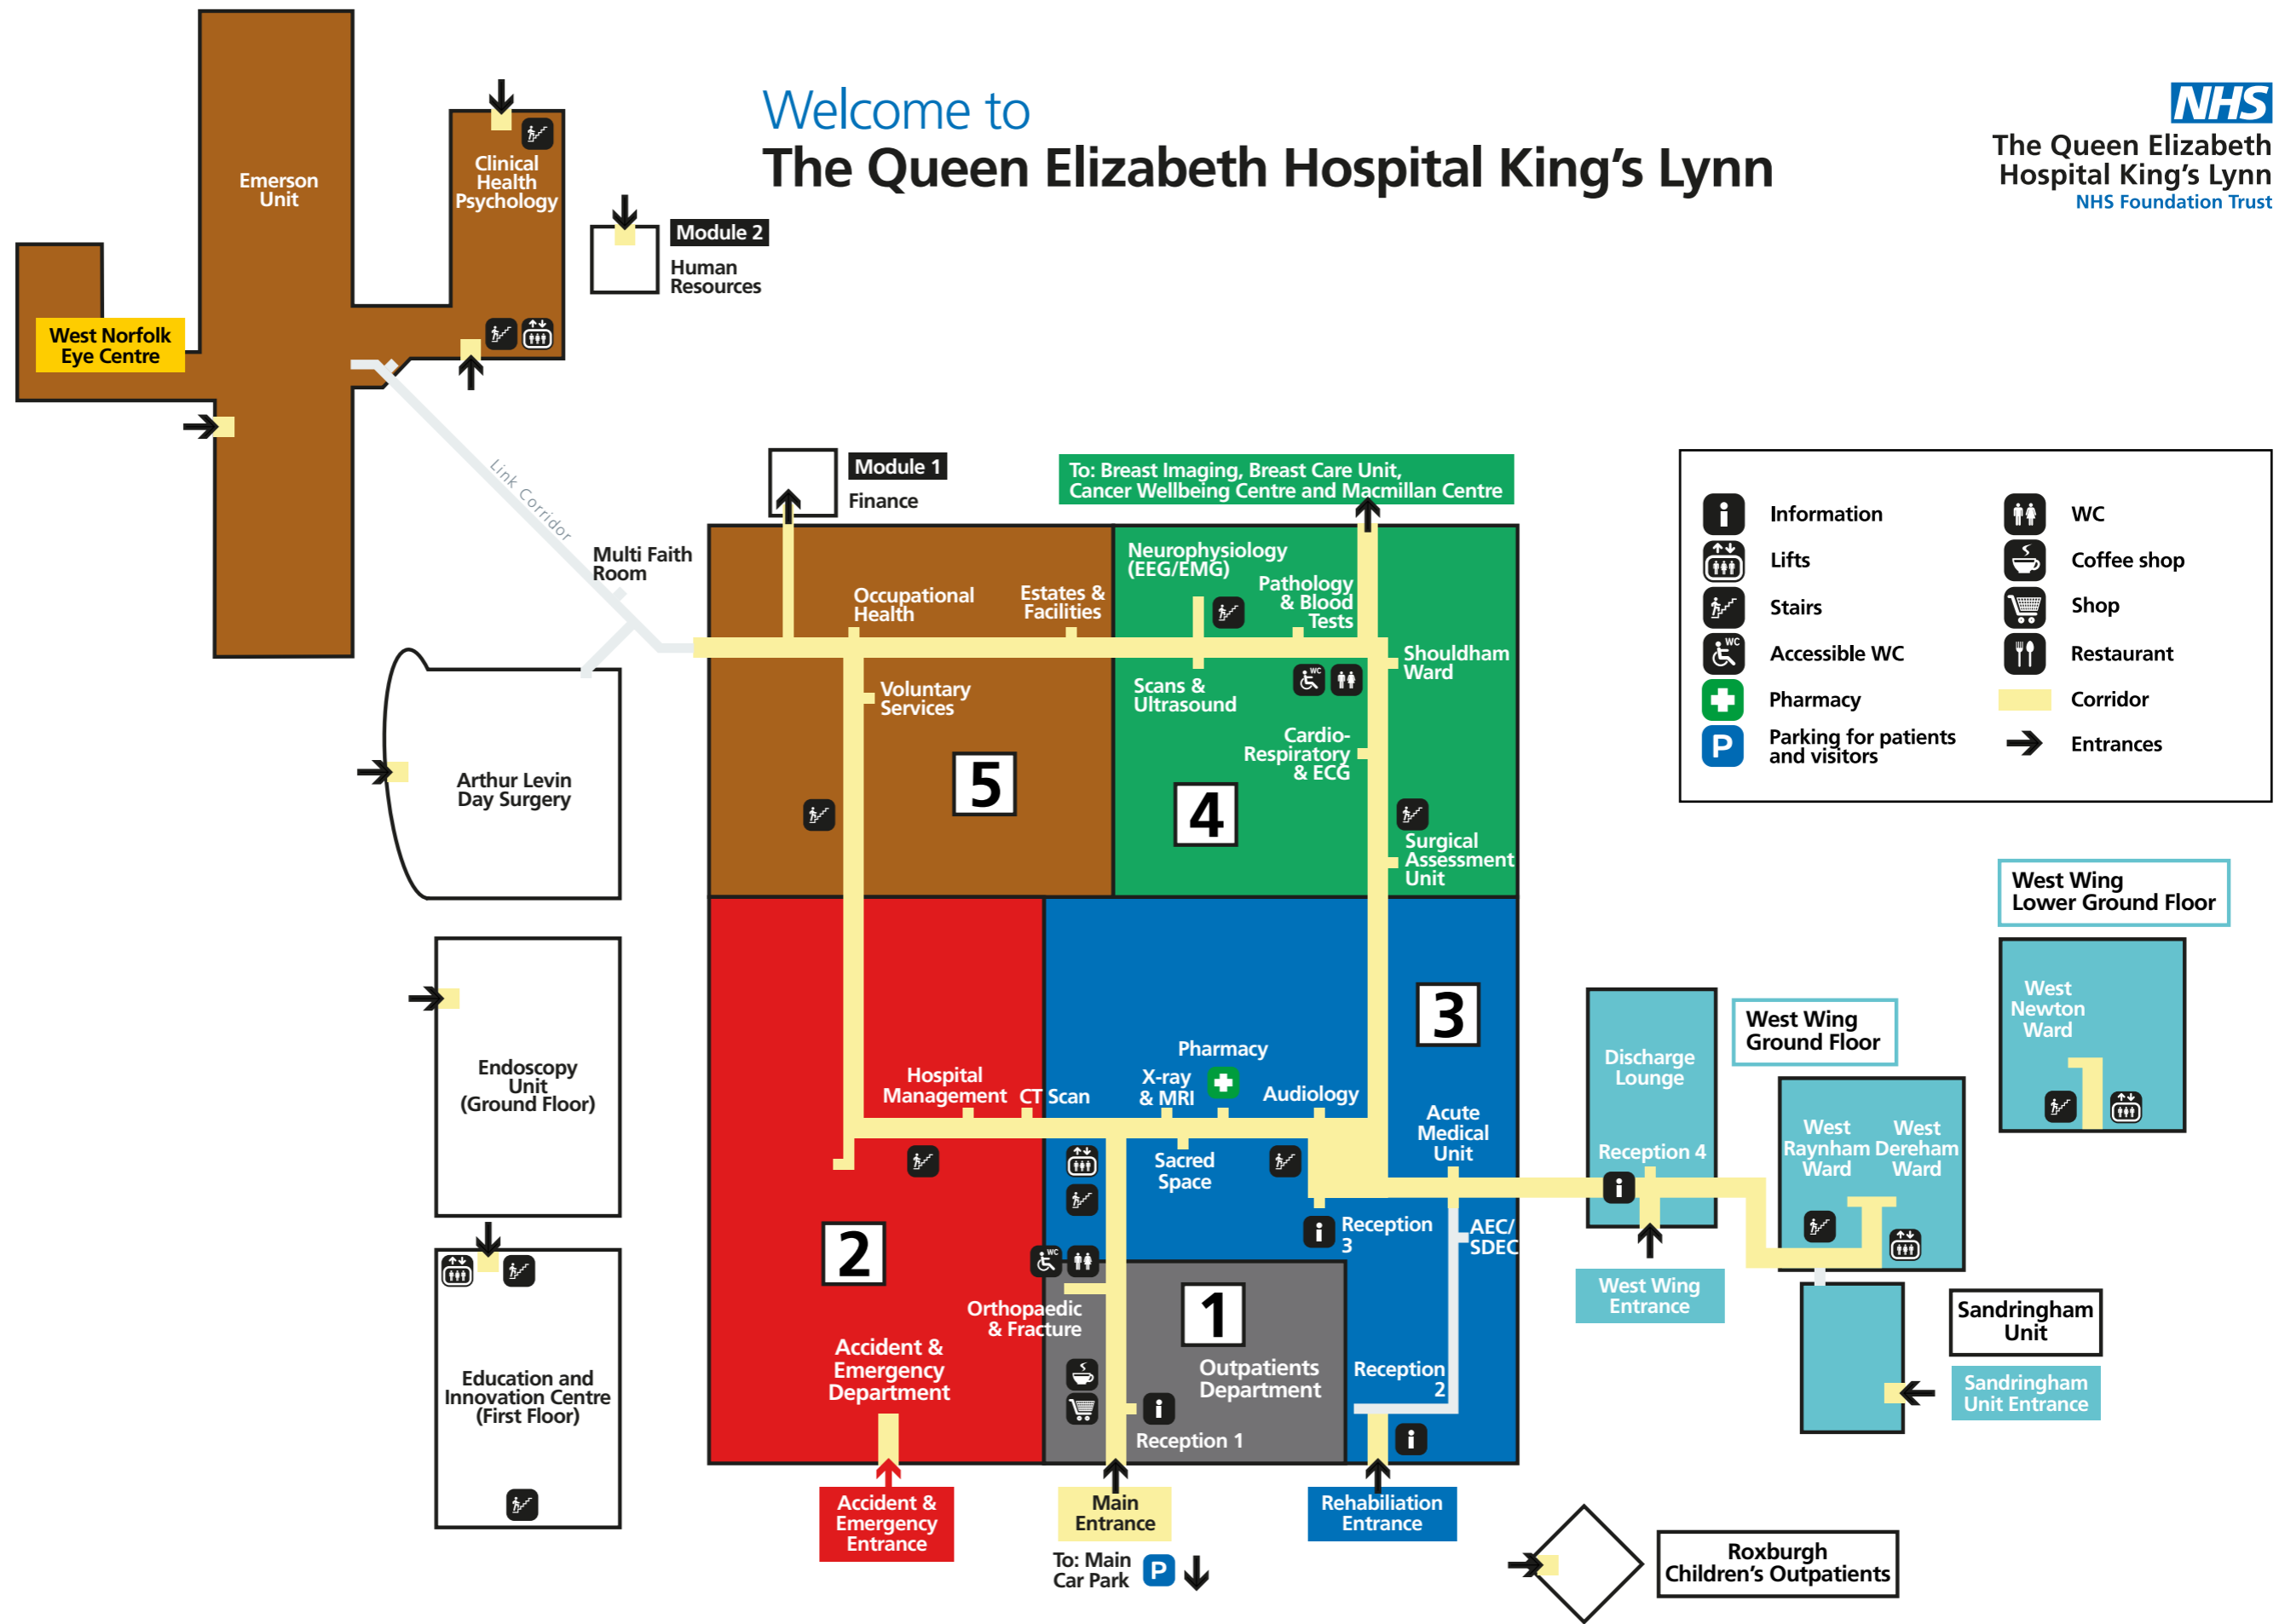 Welcome to
The Queen Elizabeth Hospital King's Lynn
NHS
The Queen Elizabeth
Hospital King's Lynn
NHS Foundation Trust
Emerson
Unit
Clinical
Health
Psychology
Module 2
Human
Resources
West Norfolk
Eye Centre
Link Corridor
Multi Faith
Room
Module 1
Finance
To: Breast Imaging, Breast Care Unit,
Cancer Wellbeing Centre and Macmillan Centre
i
Information
Lifts
Stairs
WC
Accessible WC
Pharmacy
P
Parking for patients
and visitors
WC
Coffee shop
Shop
Restaurant
Corridor
Entrances
Occupational
Health
Estates &
Facilities
Neurophysiology
(EEG/EMG)
Pathology
& Blood
Tests
Shouldham
Ward
WC
Scans &
Ultrasound
Voluntary
Services
Cardio-
Respiratory
& ECG
5
4
Surgical
Assessment
Unit
Arthur Levin
Day Surgery
Endoscopy
Unit
(Ground Floor)
Education and
Innovation Centre
(First Floor)
Hospital
Management
CT Scan
X-ray
& MRI
Pharmacy
Audiology
3
Acute
Medical
Unit
Sacred
Space
i
Reception
3
AEC/
SDEC
2
WC
Orthopaedic
& Fracture
1
Accident &
Emergency
Department
Outpatients
Department
Reception
2
i
Reception 1
i
Accident &
Emergency
Entrance
Main
Entrance
To: Main
Car Park
P
Rehabiliation
Entrance
West Wing
Lower Ground Floor
West
Newton
Ward
West Wing
Ground Floor
Discharge
Lounge
Reception 4
i
West
Raynham
Ward
West
Dereham
Ward
West Wing
Entrance
Sandringham
Unit
Sandringham
Unit Entrance
Roxburgh
Children's Outpatients